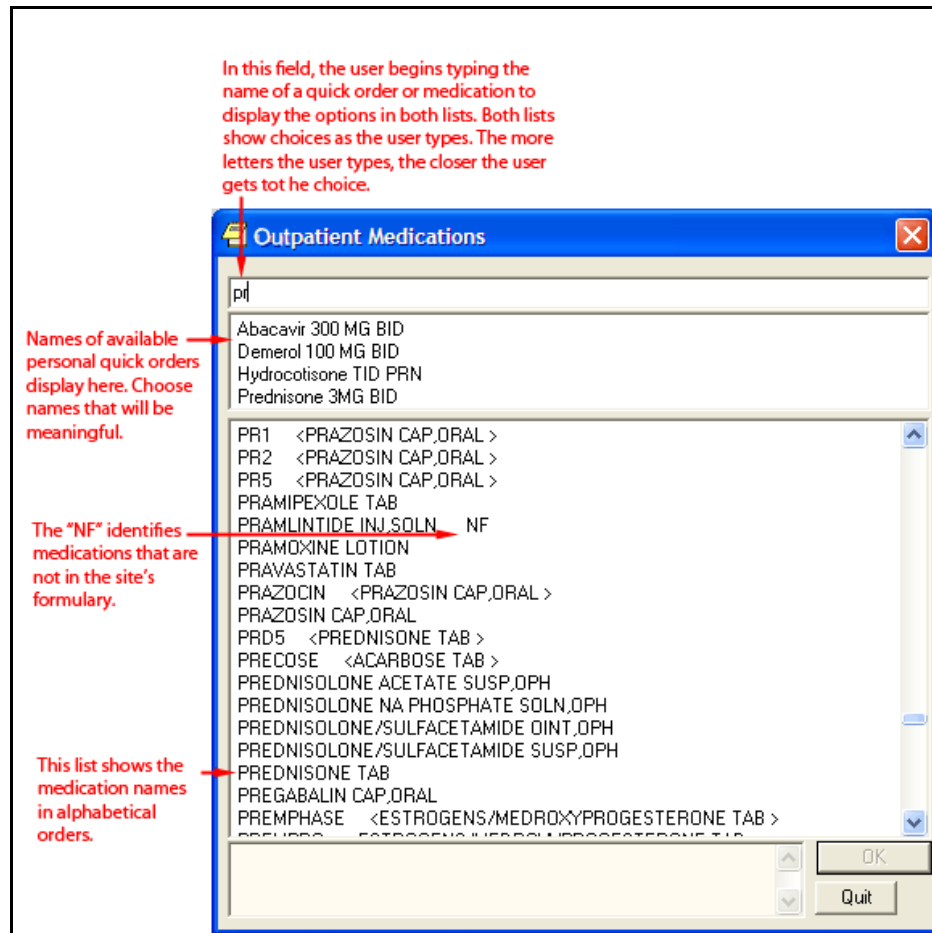 In this field, the user begins typing the
name of a quick order or medication to
display the options in both lists. Both lists
show choices as the user types. The more
letters the user types, the closer the user
gets tot he choice.
Outpatient Medications
pr
Names of available
personal quick orders
display here. Choose
names that will be
meaningful.
Abacavir 300 MG BID
Demerol 100 MG BID
Hydrocotisone TID PRN
Prednisone 3MG BID
PR1 <PRAZOSIN CAP,ORAL >
PR2 <PRAZOSIN CAP,ORAL >
PR5 <PRAZOSIN CAP,ORAL >
PRAMIPEXOLE TAB
PRAMLINTIDE INJ,SOLN NF
PRAMOXINE LOTION
PRAVASTATIN TAB
PRAZOCIN <PRAZOSIN CAP,ORAL >
PRAZOSIN CAP,ORAL
PRD5 <PREDNISONE TAB >
PRECOSE <ACARBOSE TAB >
PREDNISOLONE ACETATE SUSP,OPH
PREDNISOLONE NA PHOSPHATE SOLN,OPH
PREDNISOLONE/SULFACETAMIDE OINT,OPH
PREDNISOLONE/SULFACETAMIDE SUSP,OPH
PREDNISONE TAB
PREGABALIN CAP,ORAL
PREMPHASE <ESTROGENS/MEDROXYPROGESTERONE TAB >
The “NF” identifies
medications that are
not in the site’s
formulary.
This list shows the
medication names
in alphabetical
orders.
OK
Quit